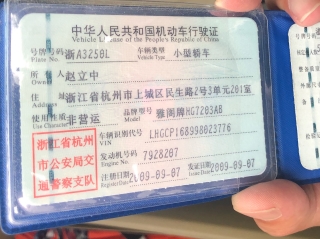 中华人民共和国机动车行驶证
Vehicle License of the People's Republic of China
号牌号码 浙A3258L 车辆类型 小型轿车
Plate No. Vehicle Type
所有人 赵立中
住址 浙江省杭州市上城区民生路2号3单元201室
使用性质 非营运 品牌型号 雅阁牌HG7203AB
Use Character Model
车辆识别代号 LHGCP168998023776
VIN
浙江省杭州
市公安局交
通警察支队
发动机号码 7928207
Engine No.
注册日期 2009-09-07 发证日期 2009-09-07
Register Date Issue Date